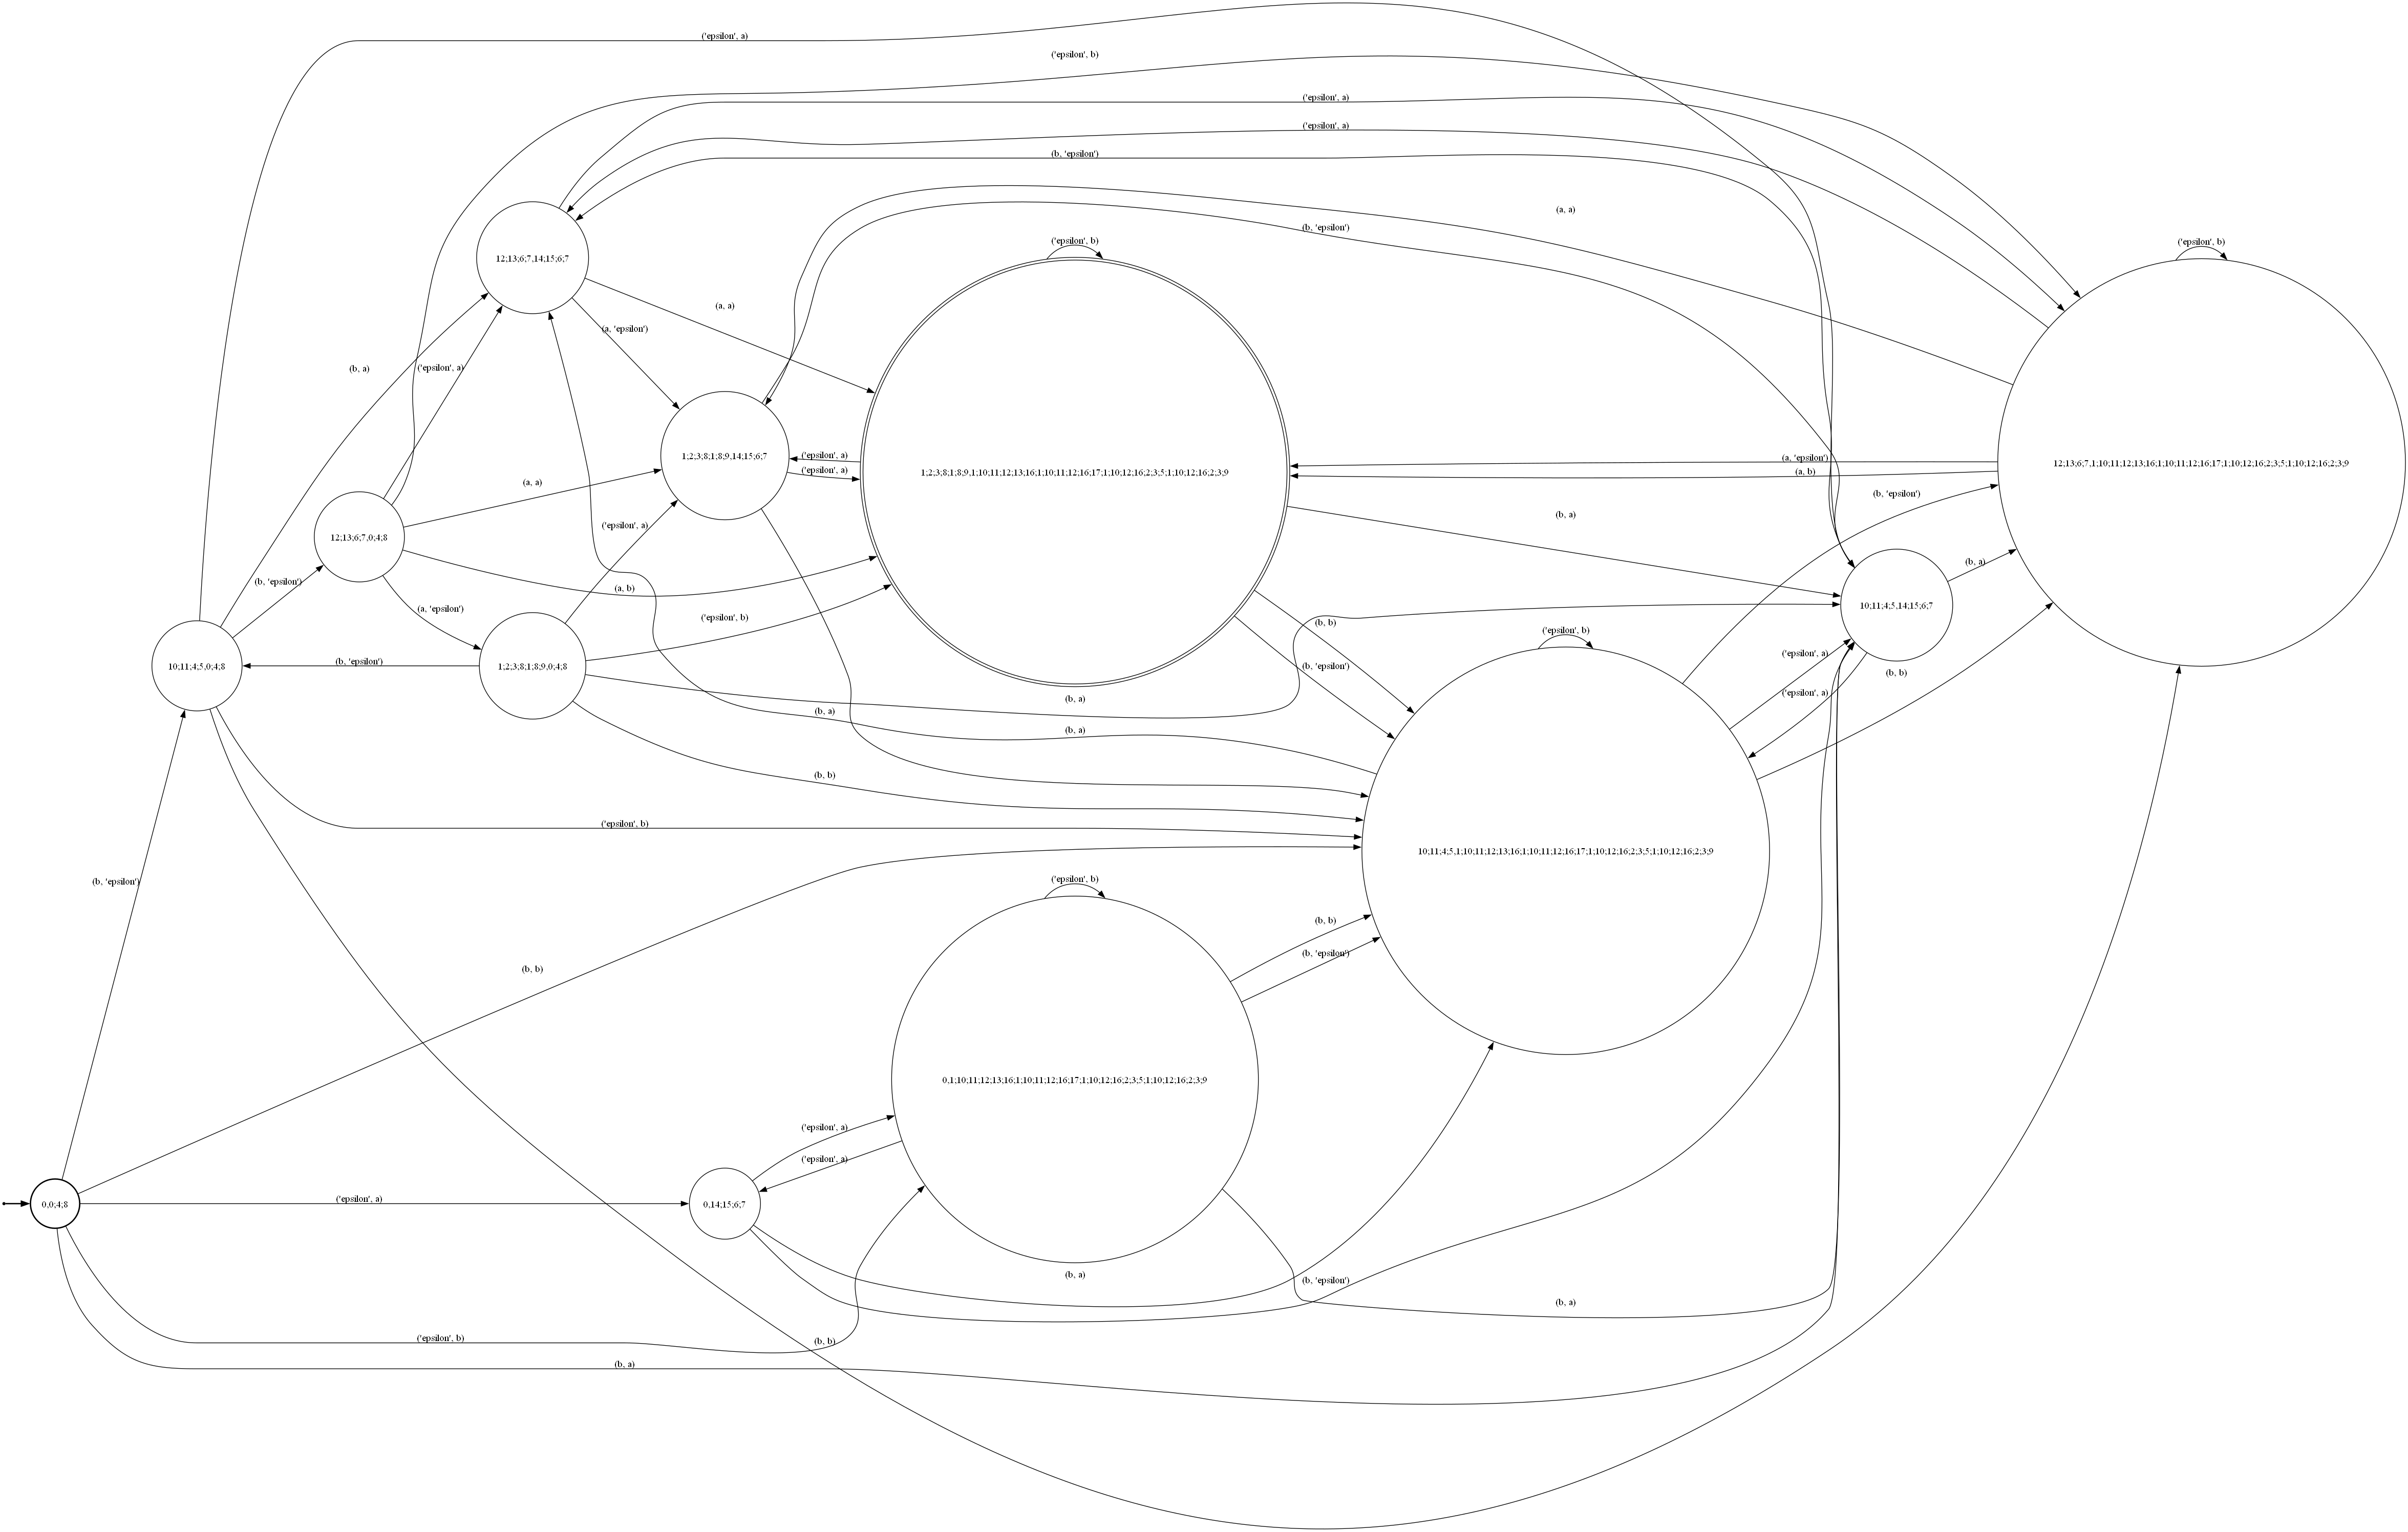 ('epsilon', a)
('epsilon', b)
('epsilon', a)
('epsilon', a)
(b, 'epsilon')
(a, a)
(b, 'epsilon')
('epsilon', b)
('epsilon', b)
12;13;6;7,14;15;6;7
(a, a)
(a, 'epsilon')
(b, a)
('epsilon', a)
1;2;3;8;1;8;9,14;15;6;7
('epsilon', a)
('epsilon', a)
1;2;3;8;1;8;9,1;10;11;12;13;16;1;10;11;12;16;17;1;10;12;16;2;3;5;1;10;12;16;2;3;9
(a, 'epsilon')
(a, b)
12;13;6;7,1;10;11;12;13;16;1;10;11;12;16;17;1;10;12;16;2;3;5;1;10;12;16;2;3;9
(a, a)
(b, 'epsilon')
(b, a)
('epsilon', a)
12;13;6;7,0;4;8
(b, a)
(b, 'epsilon')
(a, b)
(a, 'epsilon')
10;11;4;5,14;15;6;7
('epsilon', b)
(b, b)
('epsilon', b)
10;11;4;5,0;4;8
(b, 'epsilon')
1;2;3;8;1;8;9,0;4;8
(b, 'epsilon')
('epsilon', a)
(b, b)
('epsilon', a)
(b, a)
(b, a)
(b, a)
(b, b)
('epsilon', b)
10;11;4;5,1;10;11;12;13;16;1;10;11;12;16;17;1;10;12;16;2;3;5;1;10;12;16;2;3;9
(b, 'epsilon')
('epsilon', b)
(b, b)
(b, 'epsilon')
(b, b)
0,1;10;11;12;13;16;1;10;11;12;16;17;1;10;12;16;2;3;5;1;10;12;16;2;3;9
('epsilon', a)
('epsilon', a)
0,0;4;8
('epsilon', a)
0,14;15;6;7
(b, a)
(b, 'epsilon')
(b, a)
('epsilon', b)
(b, b)
(b, a)